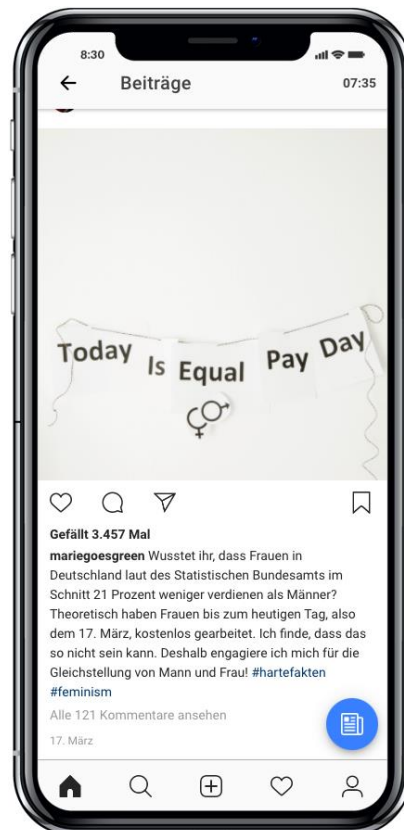 8:30
Beiträge 07:35
Today Is Equal Pay Day
Gefällt 3.457 Mal
mariegoesgreen Wusstet ihr, dass Frauen in
Deutschland laut des Statistischen Bundesamts im
Schnitt 21 Prozent weniger verdienen als Männer?
Theoretisch haben Frauen bis zum heutigen Tag, also
dem 17. März, kostenlos gearbeitet. Ich finde, dass das
so nicht sein kann. Deshalb engagiere ich mich für die
Gleichstellung von Mann und Frau! #hartefakten
#feminism
Alle 121 Kommentare ansehen
17. März